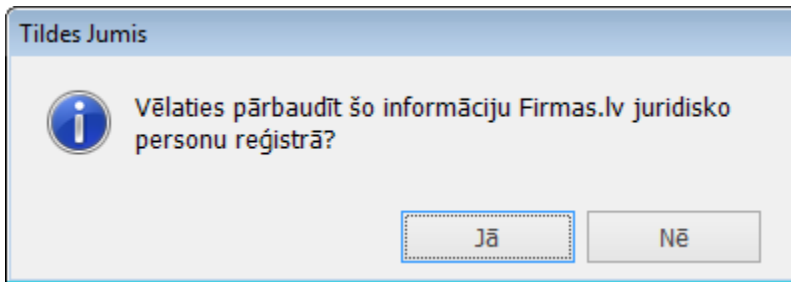 Tildes Jumis
Vēlaties pārbaudīt šo informāciju Firmas.lv juridisko
personu reģistrā?
Jā
Nē